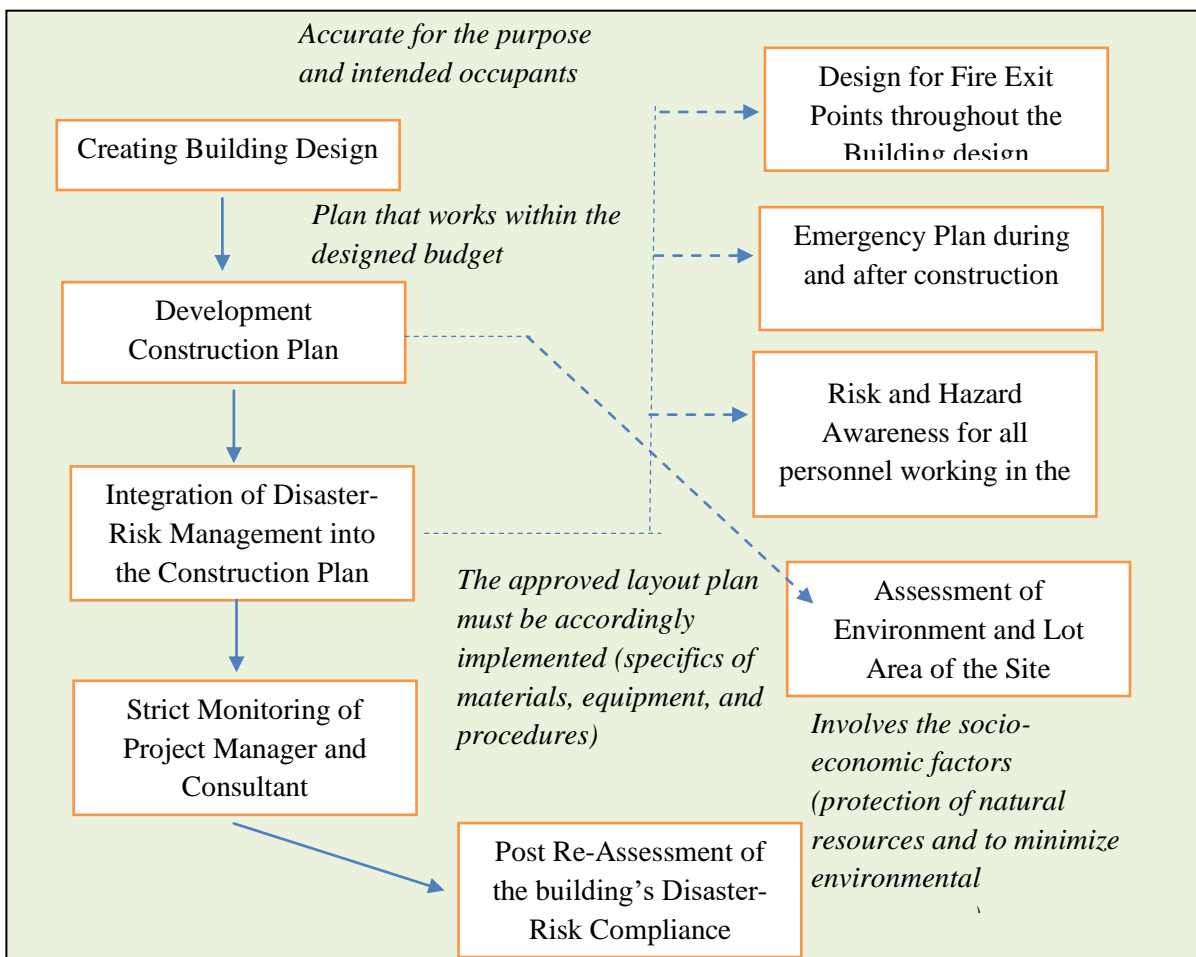 Accurate for the purpose
and intended occupants
Creating Building Design
Plan that works within the
designed budget
Development
Construction Plan
Integration of Disaster-
Risk Management into
the Construction Plan
Strict Monitoring of
Project Manager and
Consultant
Post Re-Assessment of
the building's Disaster-
Risk Compliance
The approved layout plan
must be accordingly
implemented (specifics of
materials, equipment, and
procedures)
Design for Fire Exit
Points throughout the
Building design
Emergency Plan during
and after construction
Risk and Hazard
Awareness for all
personnel working in the
Assessment of
Environment and Lot
Area of the Site
Involves the socio-
economic factors
(protection of natural
resources and to minimize
environmental